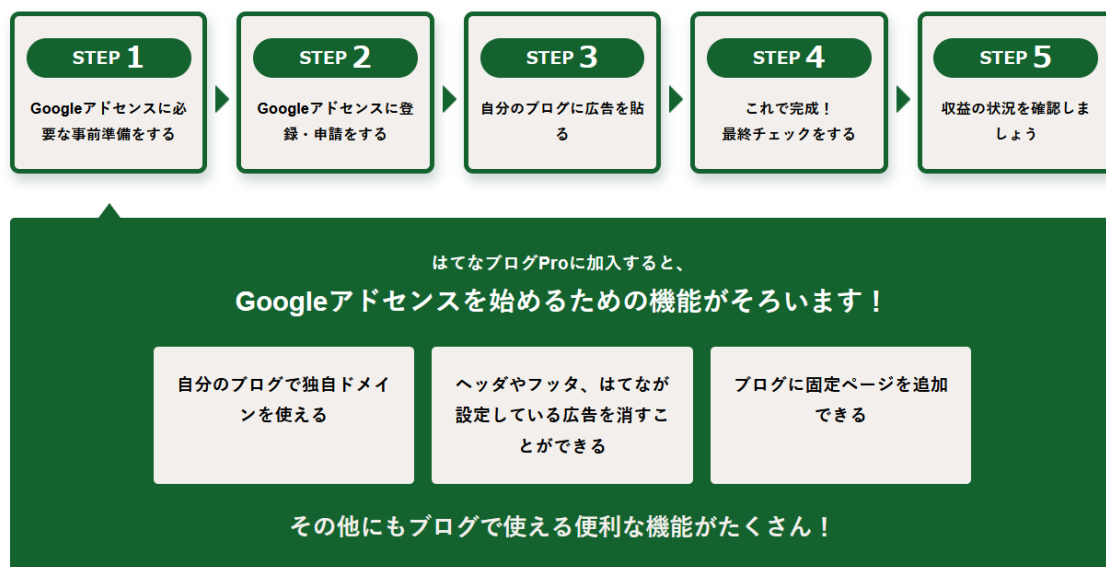 STEP 1
Googleアドセンスに必
要な事前準備をする
STEP 2
Googleアドセンスに登
録・申請をする
STEP 3
自分のブログに広告を貼
る
STEP 4
これで完成！
最終チェックをする
STEP 5
収益の状況を確認しま
しょう
はてなブログProに加入すると、
Googleアドセンスを始めるための機能がそろいます！
自分のブログで独自ドメイ
ンを使える
ヘッダやフッタ、はてなが
設定している広告を消すこ
とができる
ブログに固定ページを追加
できる
その他にもブログで使える便利な機能がたくさん！